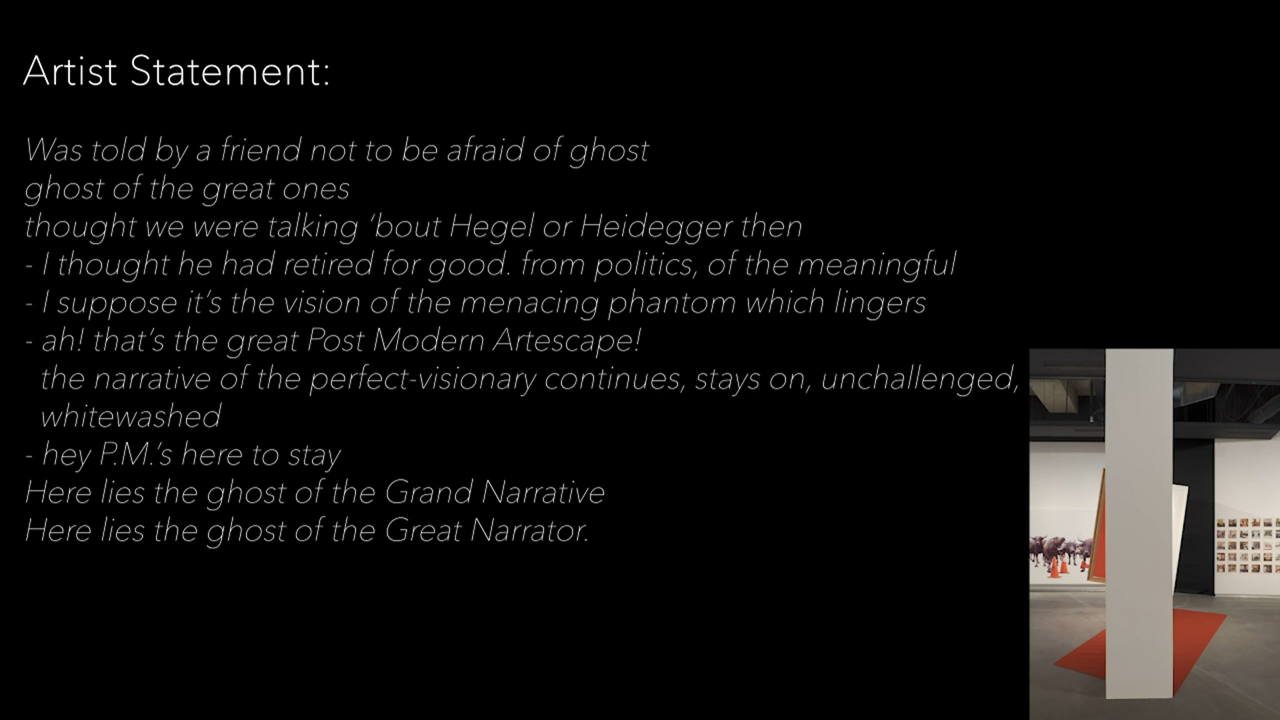 Artist Statement:
Was told by a friend not to be afraid of ghost
ghost of the great ones
thought we were talking ‘bout Hegel or Heidegger then
- I thought he had retired for good. from politics, of the meaningful
- I suppose it’s the vision of the menacing phantom which lingers
- ah! that’s the great Post Modern Artescape!
the narrative of the perfect-visionary continues, stays on, unchallenged,
whitewashed
- hey P.M.’s here to stay
Here lies the ghost of the Grand Narrative
Here lies the ghost of the Great Narrator.